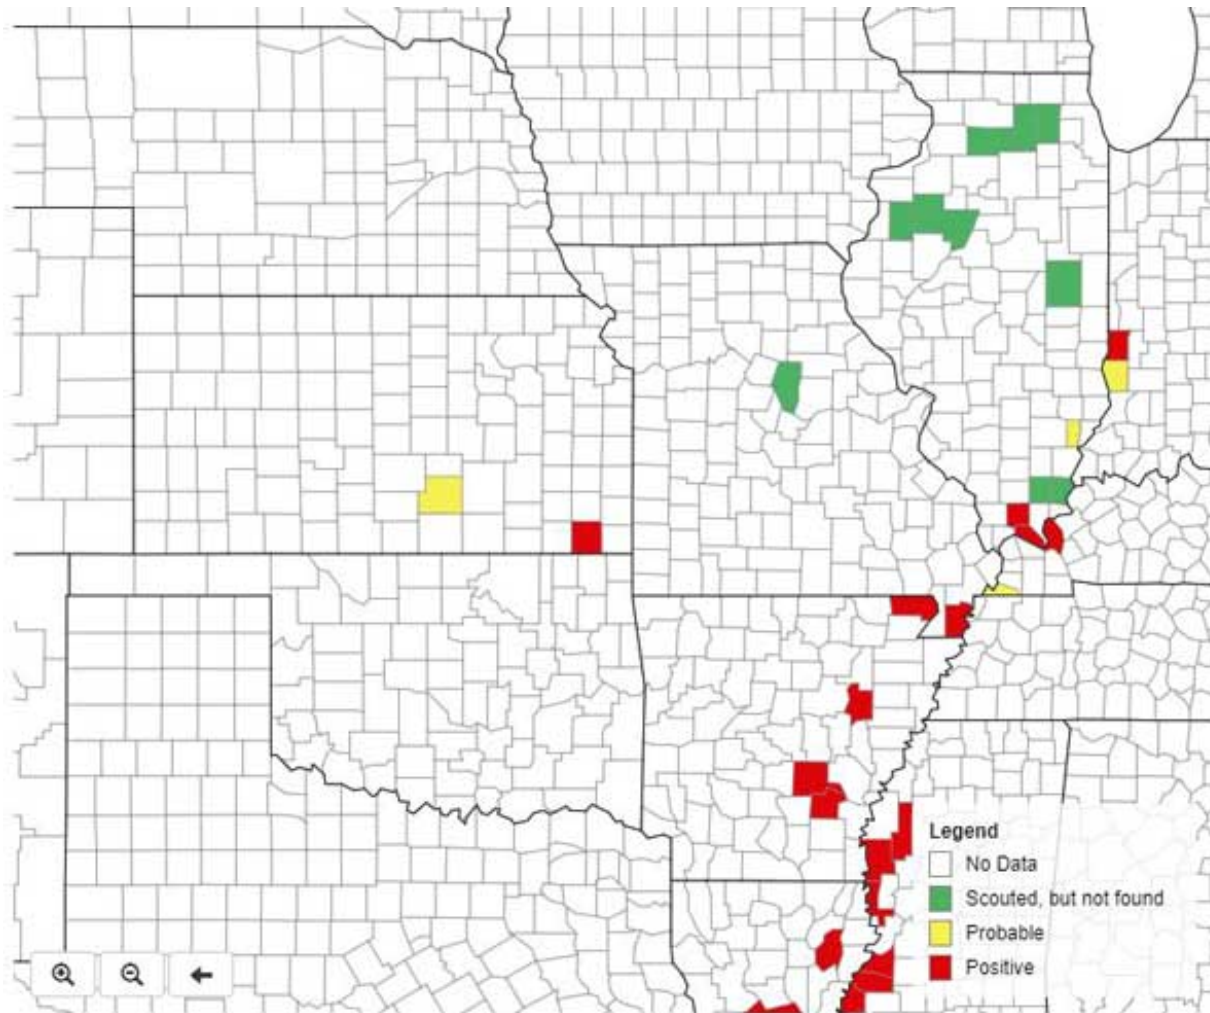 Legend
No Data
Scouted, but not found
Probable
Positive